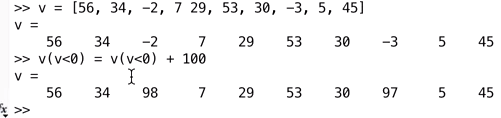 >> v = [56, 34, -2, 7 29, 53, 30, -3, 5, 45]
v =
56 34 -2 7 29 53 30 -3 5 45
>> v(v<0) = v(v<0) + 100
v =
56 34 98 7 29 53 30 97 5 45
fx >>